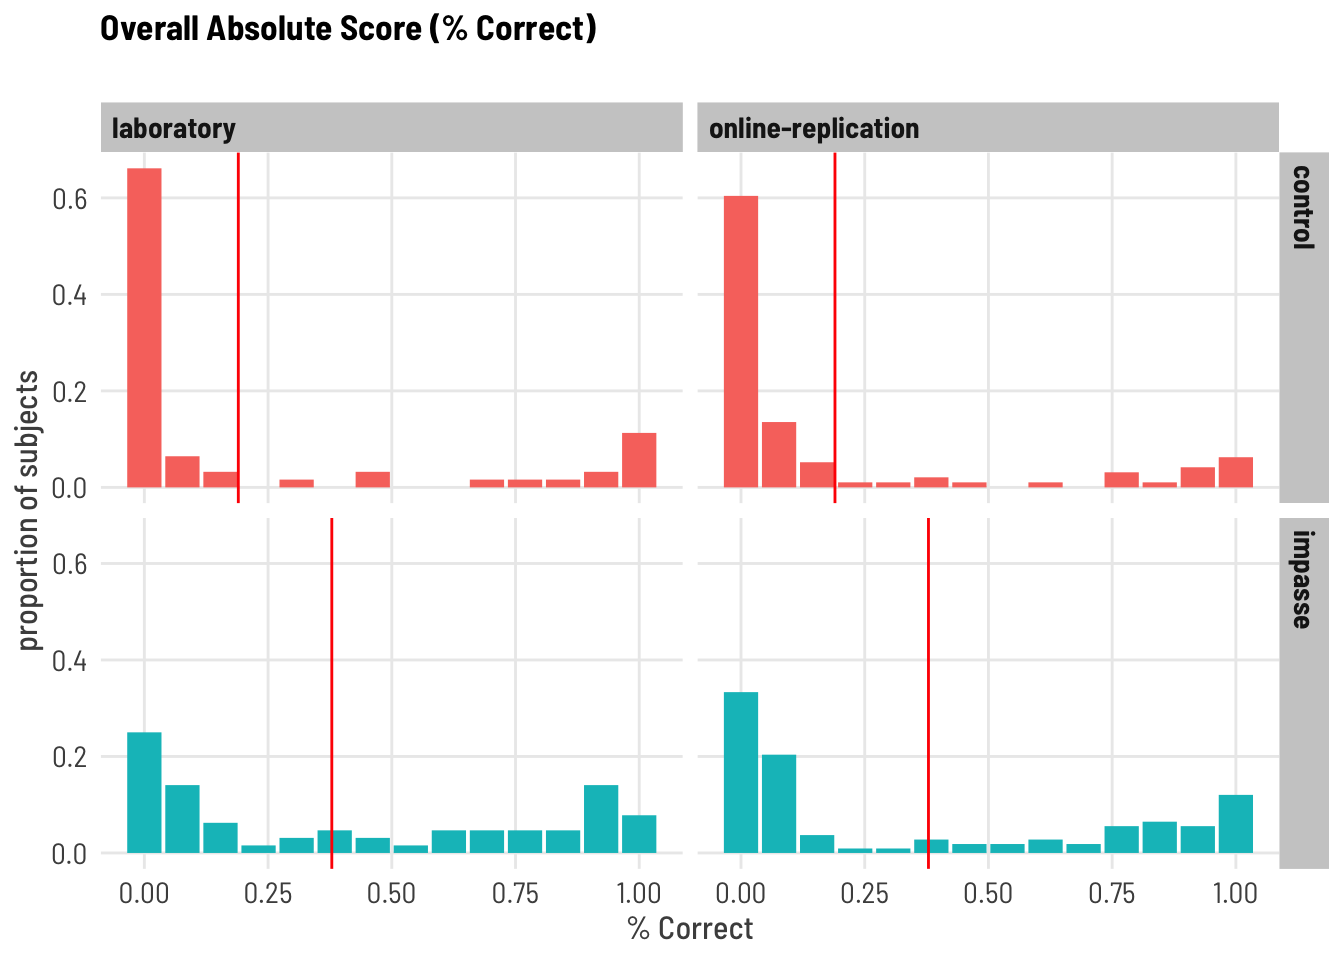 Overall Absolute Score (% Correct)
laboratory
online-replication
control
impasse
proportion of subjects
0.6
0.4
0.2
0.0
0.6
0.4
0.2
0.0
0.00 0.25 0.50 0.75 1.00
0.00 0.25 0.50 0.75 1.00
% Correct